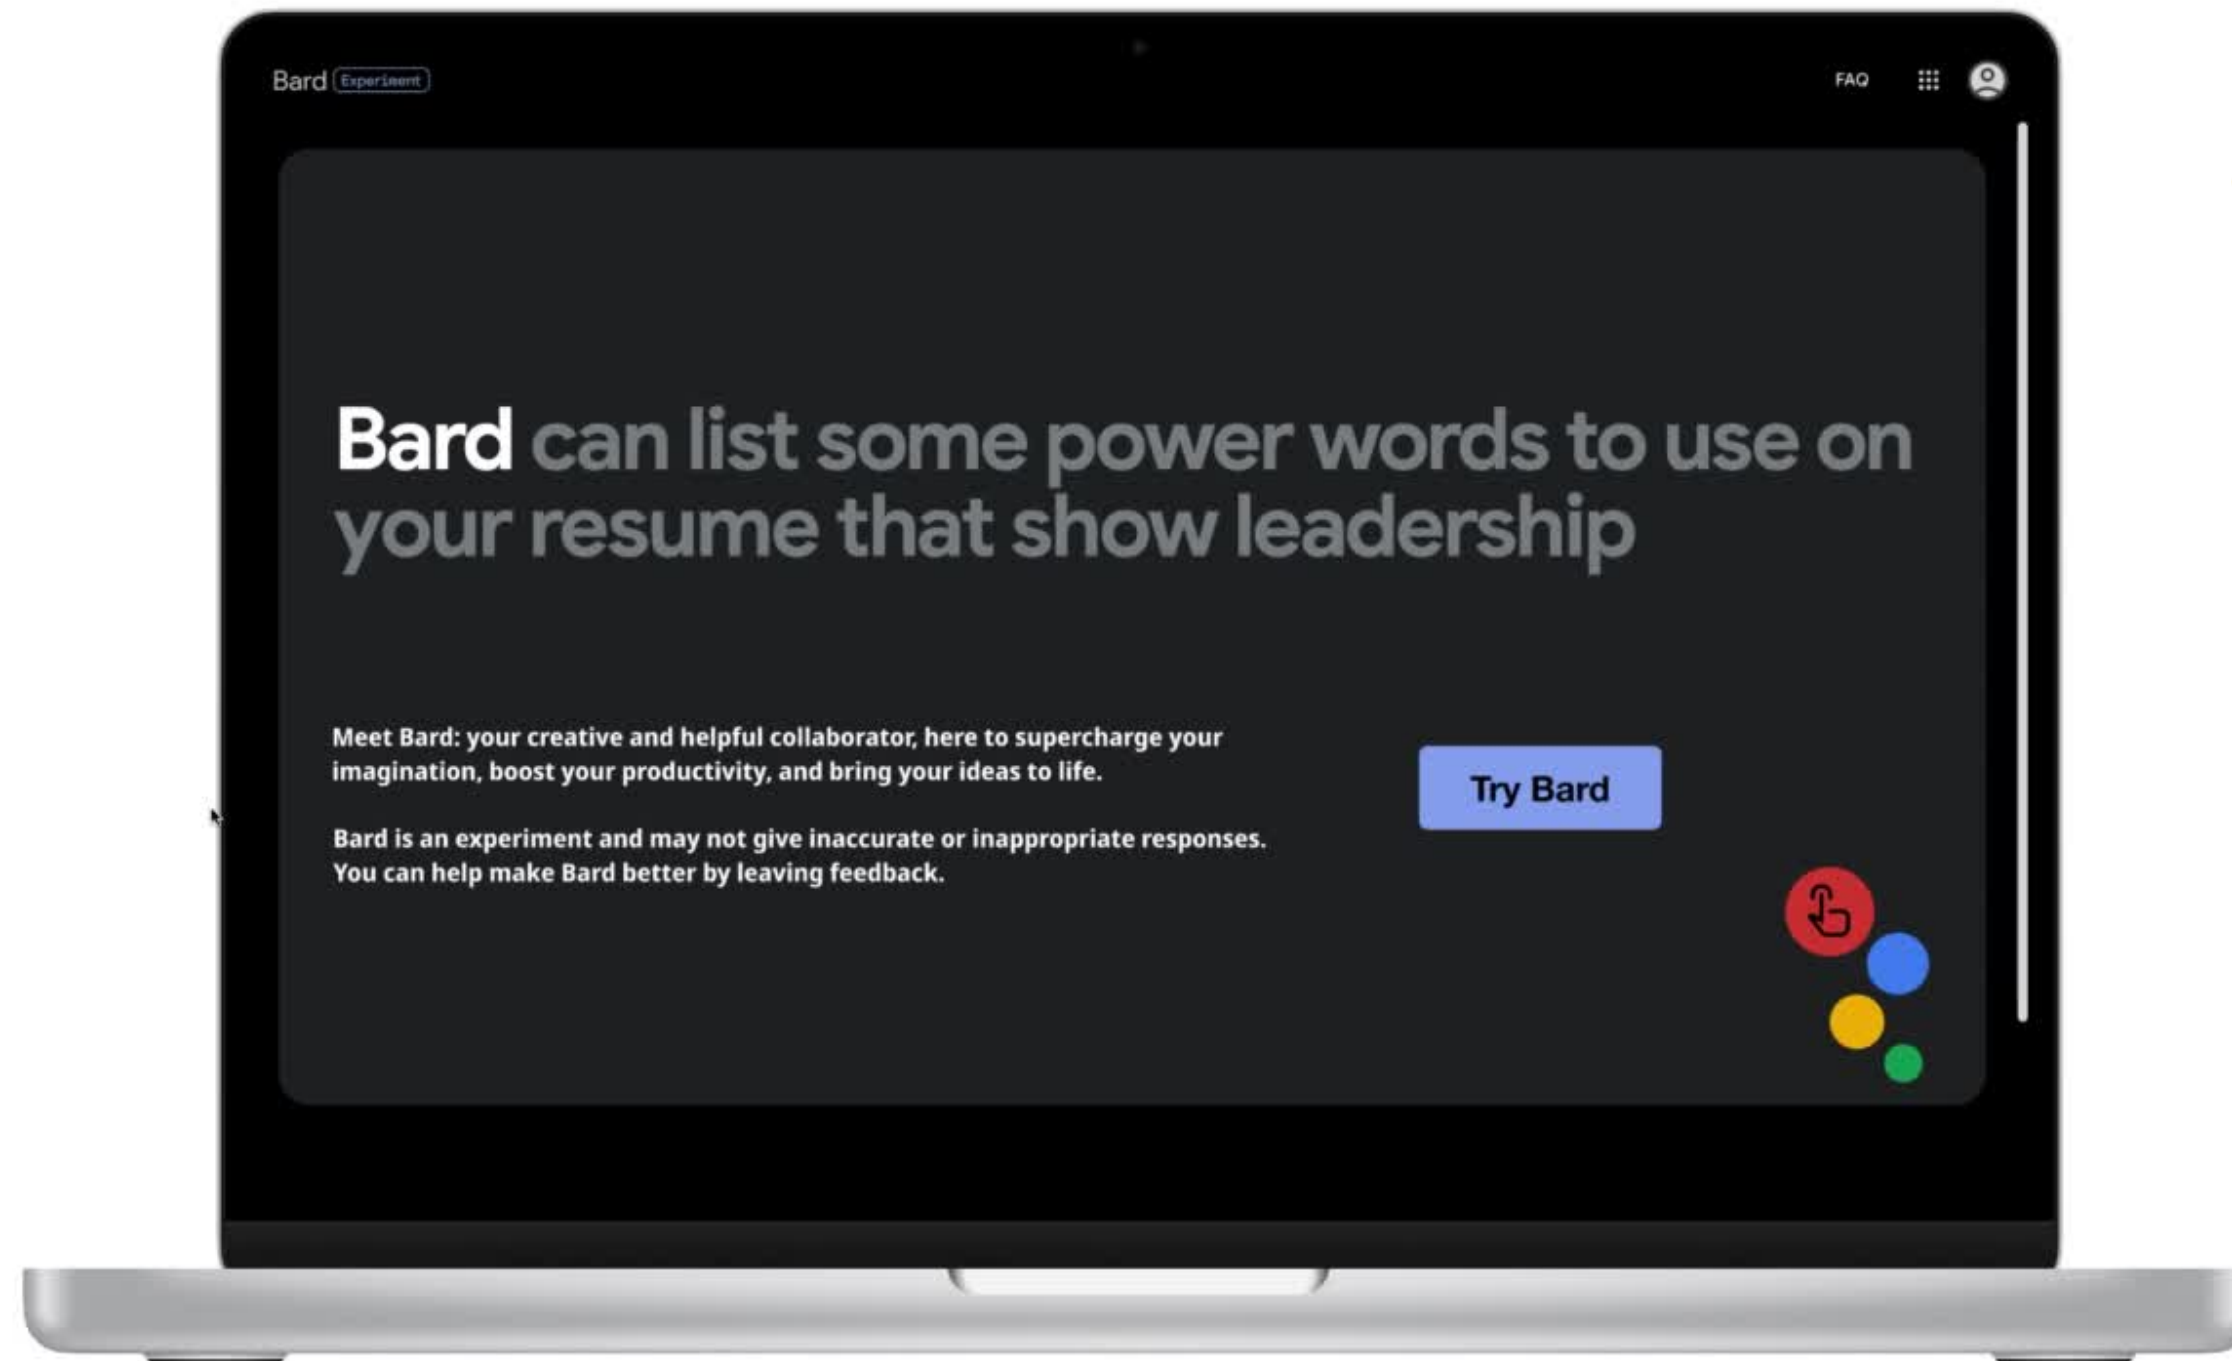 Bard Experiment
FAQ
Bard can list some power words to use on
your resume that show leadership
Meet Bard: your creative and helpful collaborator, here to supercharge your
imagination, boost your productivity, and bring your ideas to life.
Try Bard
Bard is an experiment and may not give inaccurate or inappropriate responses.
You can help make Bard better by leaving feedback.